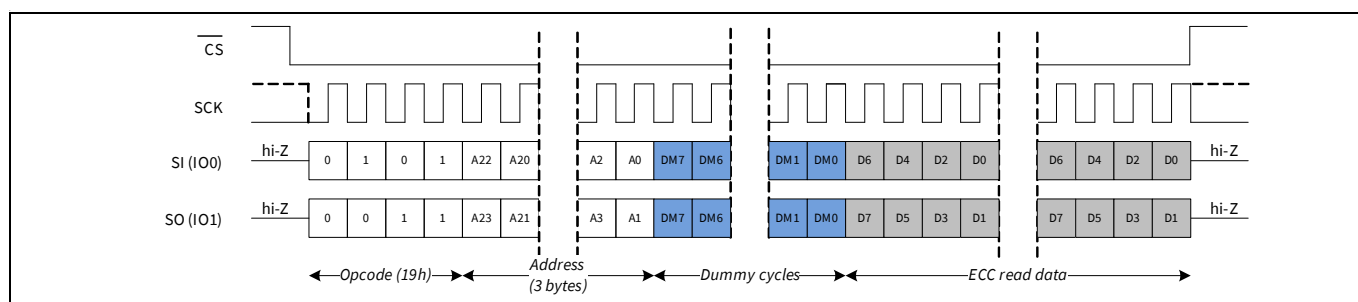 CS
SCK
SI (IO0) hi-Z 0 1 0 1 A22 A20 A2 A0 DM7 DM6 DM1 DM0 D6 D4 D2 D0 D6 D4 D2 D0 hi-Z
SO (IO1) hi-Z 0 0 1 1 A23 A21 A3 A1 DM7 DM6 DM1 DM0 D7 D5 D3 D1 D7 D5 D3 D1 hi-Z
Opcode (19h) Address Dummy cycles ECC read data
(3 bytes)